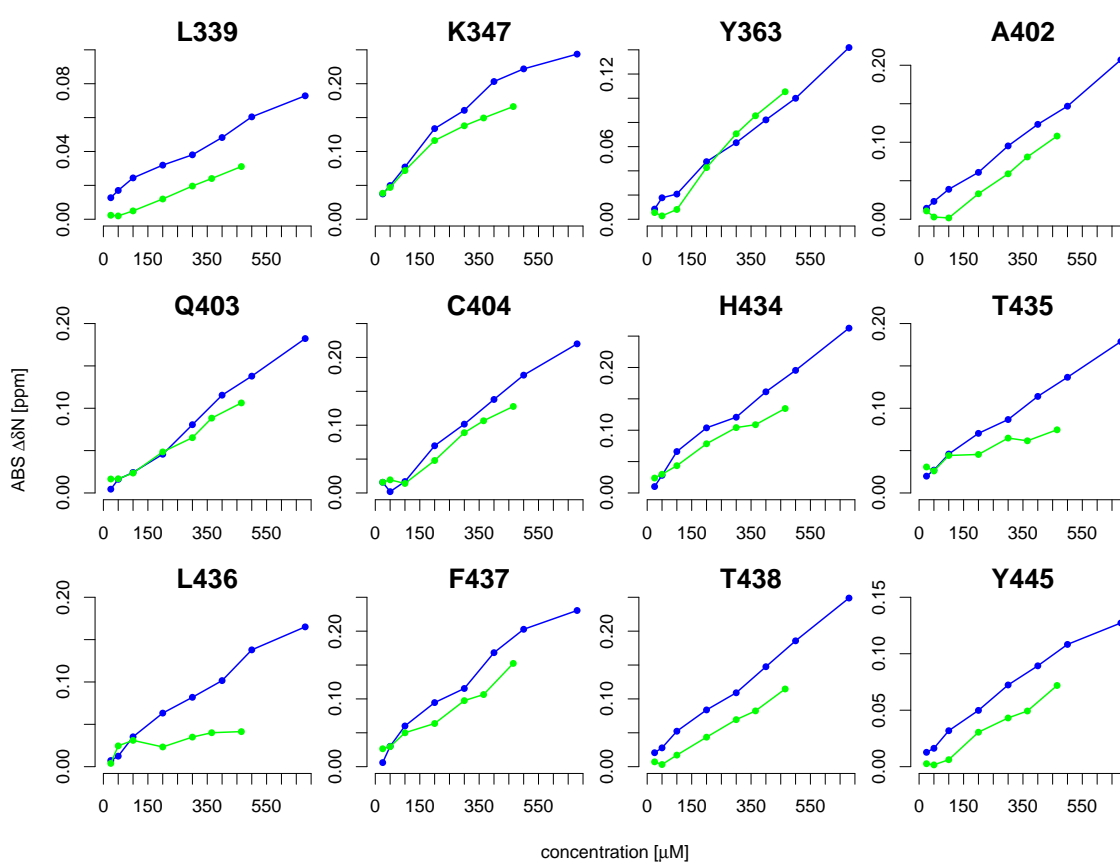 L339 K347 Y363 A402
0.00 0.04 0.08
0 150 350 550
0.00 0.10 0.20
0 150 350 550
0.00 0.06 0.12
0 150 350 550
0.00 0.10 0.20
0 150 350 550
Q403 C404 H434 T435
0.00 0.10 0.20
0 150 350 550
0.00 0.10 0.20
0 150 350 550
0.00 0.10 0.20
0 150 350 550
0.00 0.10 0.20
0 150 350 550
ABS ΔδN [ppm]
L436 F437 T438 Y445
0.00 0.10 0.20
0 150 350 550
0.00 0.10 0.20
0 150 350 550
0.00 0.10 0.20
0 150 350 550
0.00 0.05 0.10 0.15
0 150 350 550
concentration [μM]